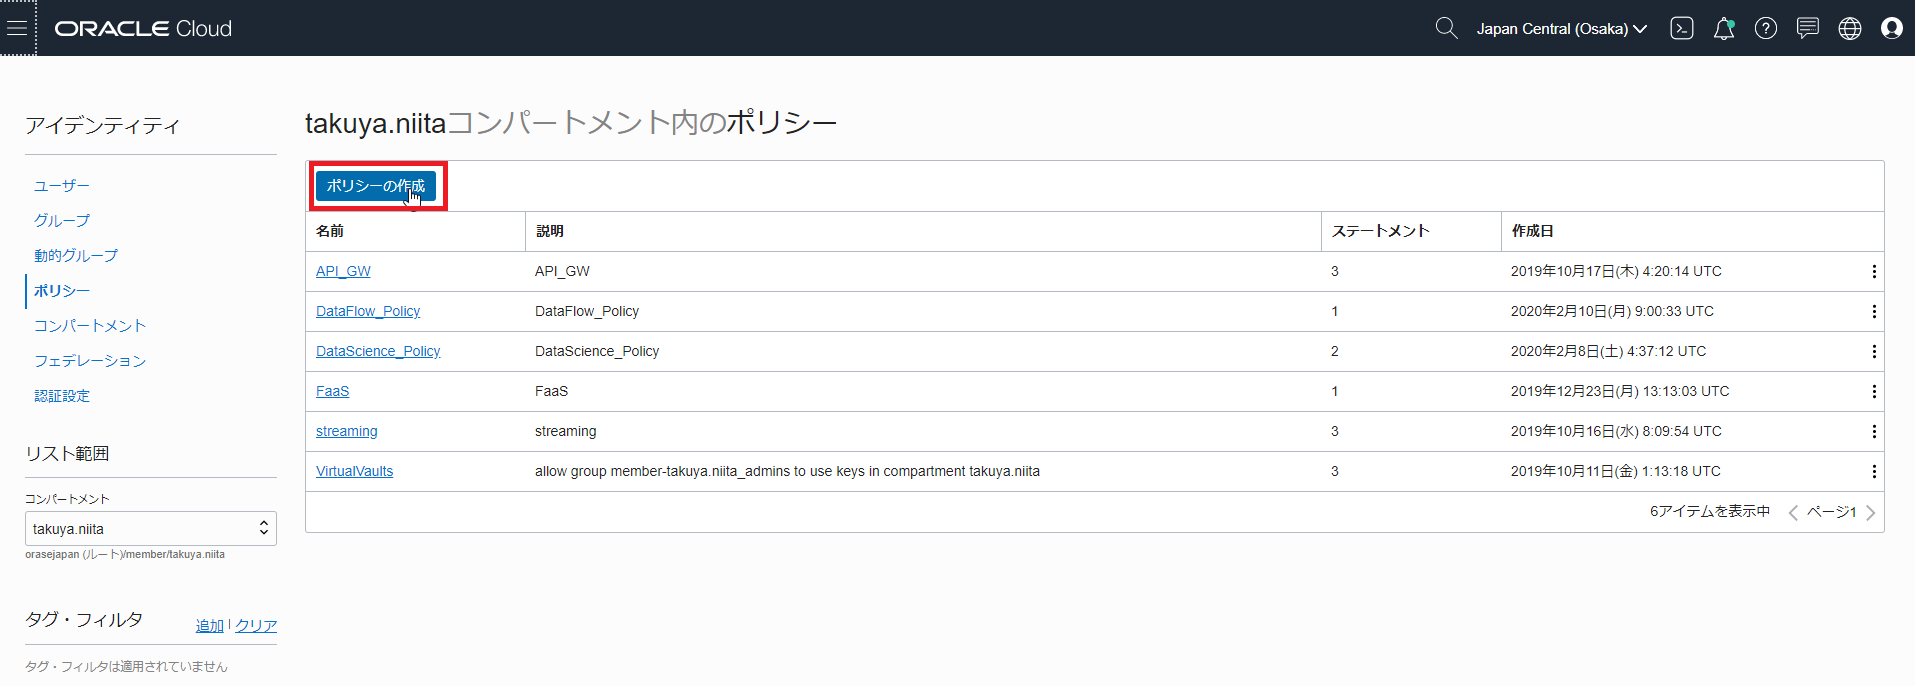 ORACLE Cloud
Japan Central (Osaka)
アイデンティティ
ユーザー
グループ
動的グループ
ポリシー
コンパートメント
フェデレーション
認証設定
リスト範囲
コンパートメント
takuya.niita
orasejapan (ルート)/member/takuya.niita
タグ・フィルタ 追加 | クリア
タグ・フィルタは適用されていません
takuya.niitaコンパートメント内のポリシー
ポリシーの作成
名前 説明 ステートメント 作成日
API_GW API_GW 3 2019年10月17日(木) 4:20:14 UTC
DataFlow_Policy DataFlow_Policy 1 2020年2月10日(月) 9:00:33 UTC
DataScience_Policy DataScience_Policy 2 2020年2月8日(土) 4:37:12 UTC
FaaS FaaS 1 2019年12月23日(月) 13:13:03 UTC
streaming streaming 3 2019年10月16日(水) 8:09:54 UTC
VirtualVaults allow group member-takuya.niita_admins to use keys in compartment takuya.niita 3 2019年10月11日(金) 1:13:18 UTC
6アイテムを表示中 ページ1